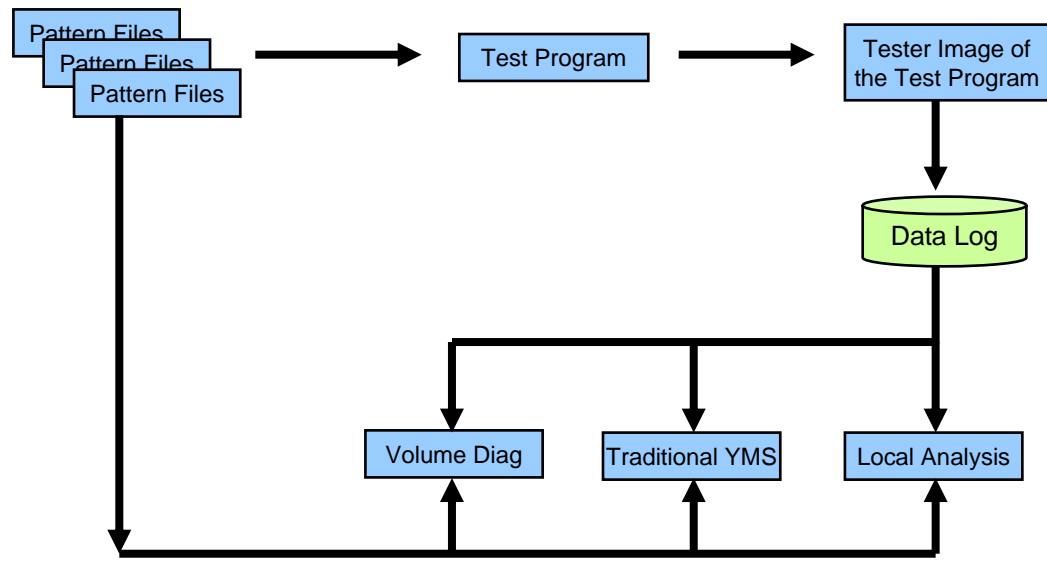 Pattern Files
Pattern Files
Pattern Files
Test Program
Tester Image of
the Test Program
Data Log
Volume Diag
Traditional YMS
Local Analysis